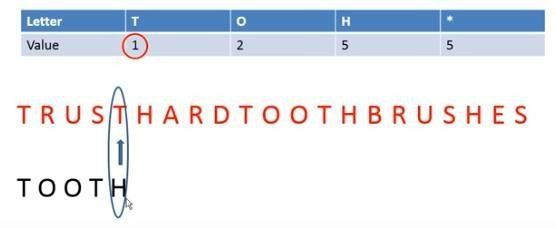 Letter T O H *
Value 1 2 5 5
TRUSTHARDTOOTHBRUSHES
TOOTH